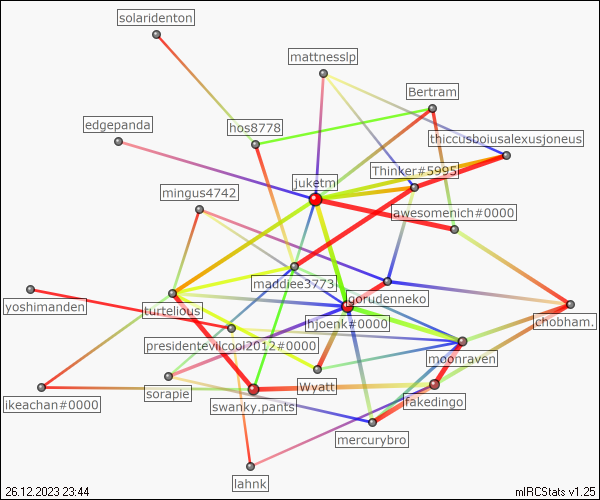 solaridenton
mattnesslp
Bertram
edgepanda
hos8778
thiccusboiusalexusjoneus
Thinker#5995
juketm
mingus4742
awesomenich#0000
maddiee3773
gorudenneko
yoshimanden
turtelious
hjoenk#0000
chobham.
presidentevilcool2012#0000
moonraven
Wyatt
sorapie
ikeachan#0000
swanky.pants
fakedingo
mercurybro
lahnk
26.12.2023 23:44
mIRCStats v1.25